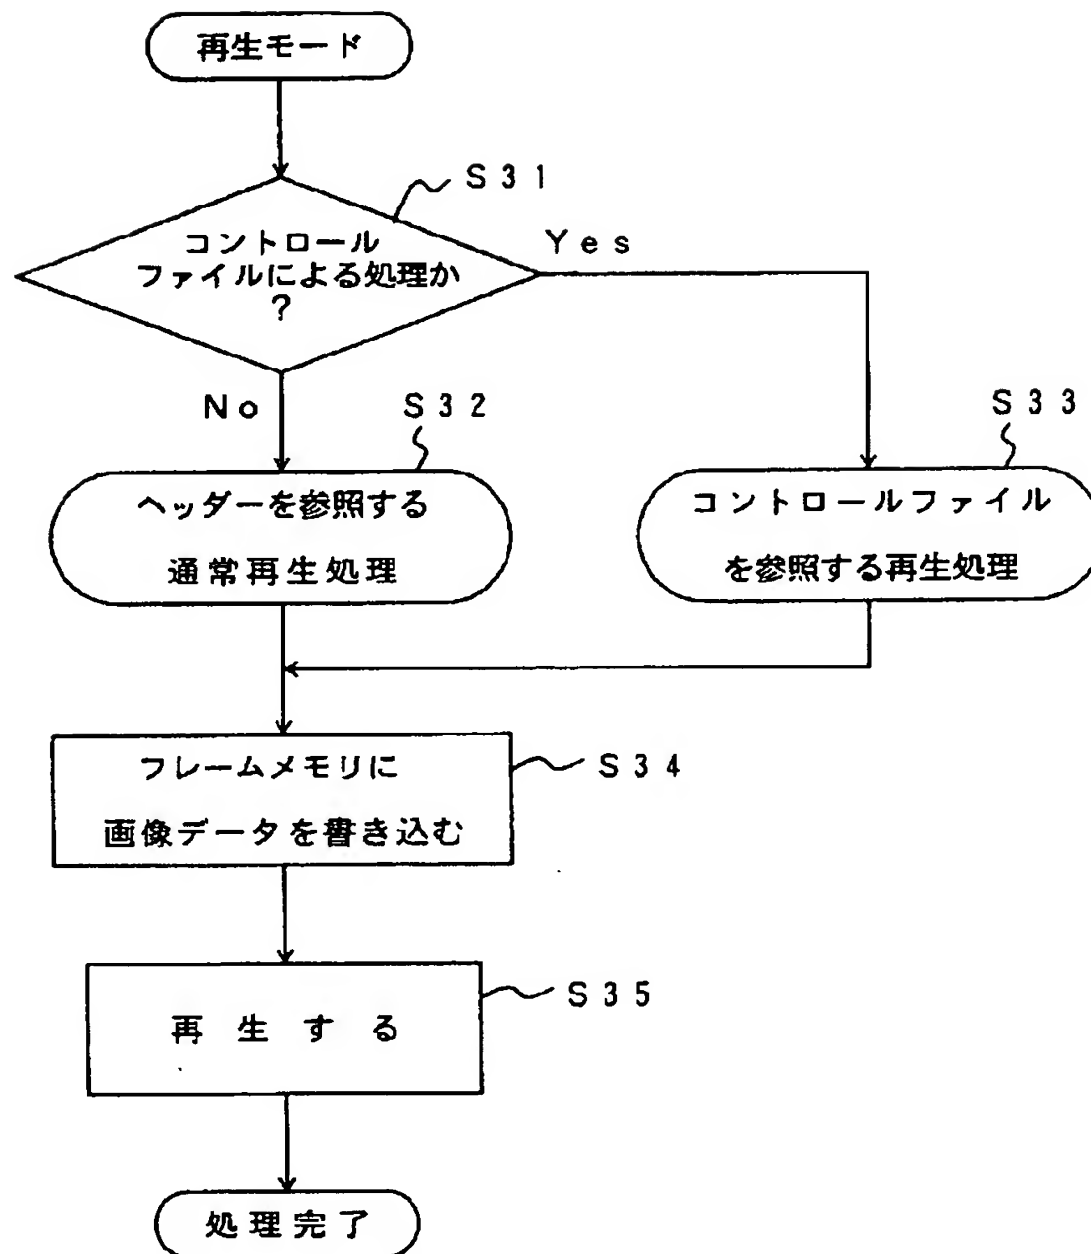 再生モード
S31
コントロール
ファイルによる処理か
?
Yes
No
S32
S33
ヘッダーを参照する
通常再生処理
コントロールファイル
を参照する再生処理
フレームメモリに
画像データを書き込む
S34
再生する
S35
処理完了